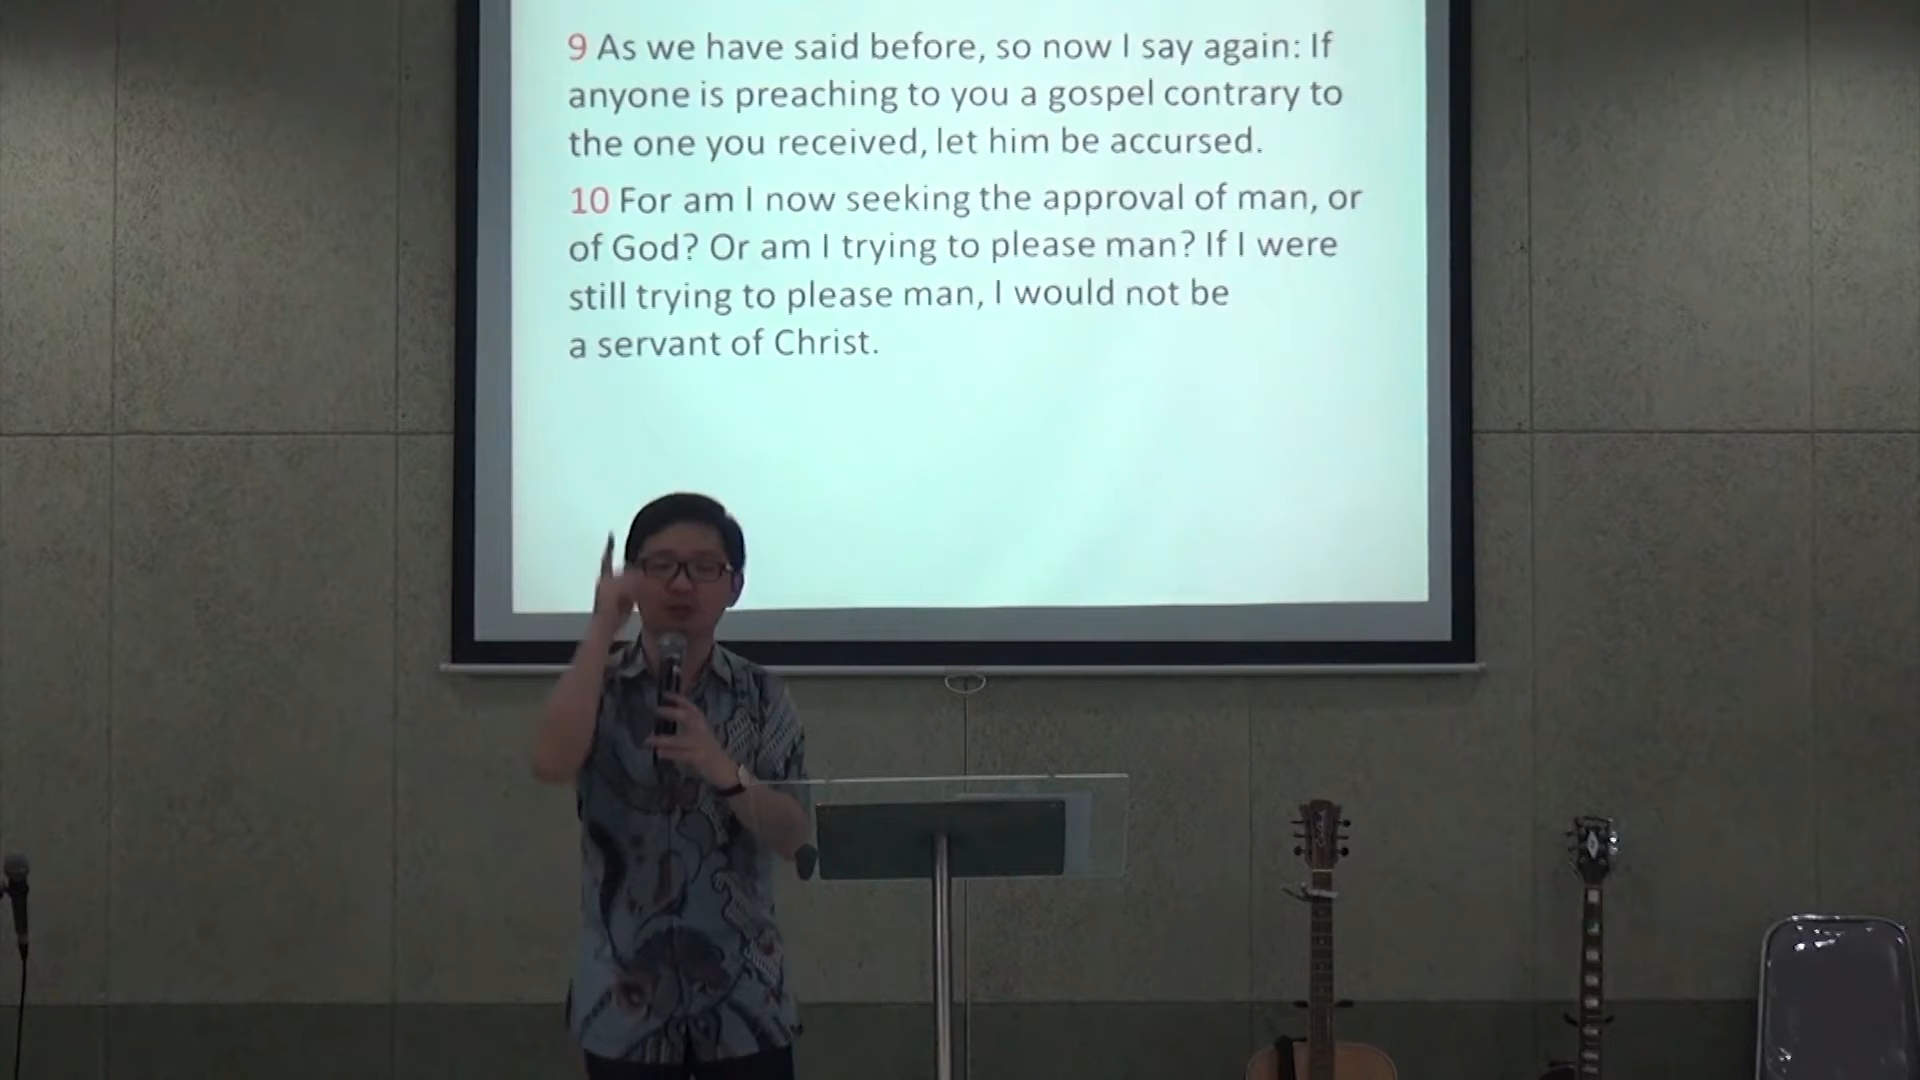 9 As we have said before, so now I say again: If
anyone is preaching to you a gospel contrary to
the one you received, let him be accursed.
10 For am I now seeking the approval of man, or
of God? Or am I trying to please man? If I were
still trying to please man, I would not be
a servant of Christ.